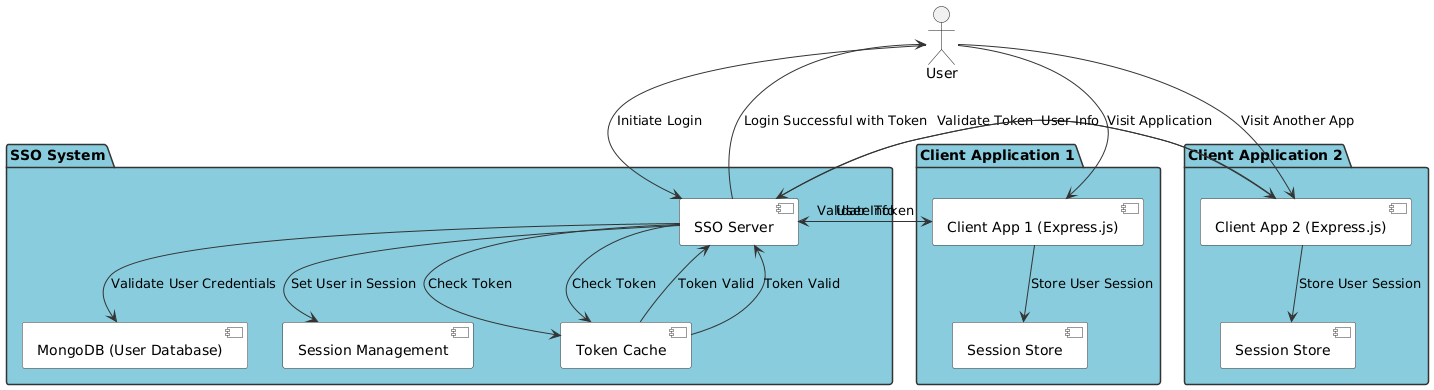 User
Initiate Login
Login Successful with Token
Validate Token
User Info
Visit Application
Visit Another App
SSO System
Client Application 1
Client Application 2
Validate Token
User Info
SSO Server
Client App 1 (Express.js)
Client App 2 (Express.js)
Validate User Credentials
Set User in Session
Check Token
Check Token
Token Valid
Token Valid
Store User Session
Store User Session
MongoDB (User Database)
Session Management
Token Cache
Session Store
Session Store